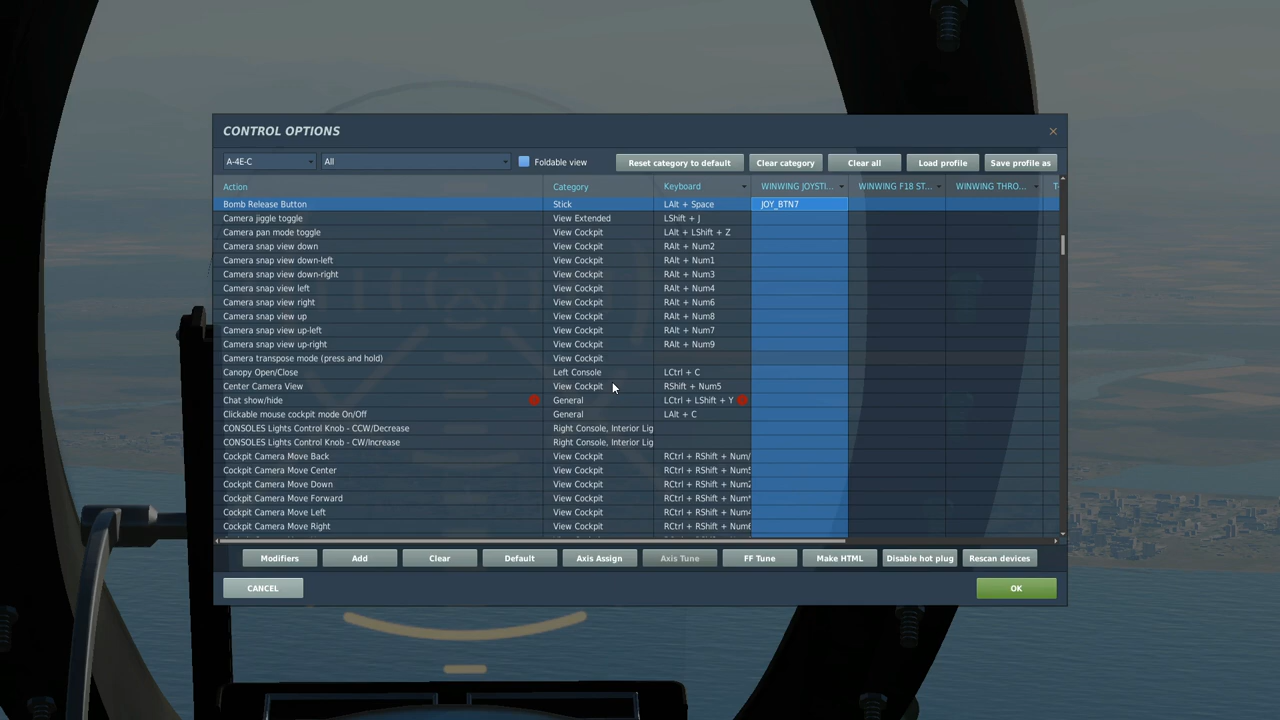 CONTROL OPTIONS
×
A-4E-C All Foldable view Reset category to default Clear category Clear all Load profile Save profile as
Action Category Keyboard WINWING JOYSTI... WINWING F18 ST... WINWING THRO...
Bomb Release Button Stick LAlt + Space JOY_BTN7
Camera jiggle toggle View Extended LShift + J
Camera pan mode toggle View Cockpit LAlt + LShift + Z
Camera snap view down View Cockpit RAlt + Num2
Camera snap view down-left View Cockpit RAlt + Num1
Camera snap view down-right View Cockpit RAlt + Num3
Camera snap view left View Cockpit RAlt + Num4
Camera snap view right View Cockpit RAlt + Num6
Camera snap view up View Cockpit RAlt + Num8
Camera snap view up-left View Cockpit RAlt + Num7
Camera snap view up-right View Cockpit RAlt + Num9
Camera transpose mode (press and hold) View Cockpit
Canopy Open/Close Left Console LCtrl + C
Center Camera View View Cockpit RShift + Num5
Chat show/hide General LCtrl + LShift + Y
Clickable mouse cockpit mode On/Off General LAlt + C
CONSOLES Lights Control Knob - CCW/Decrease Right Console, Interior Lig
CONSOLES Lights Control Knob - CW/Increase Right Console, Interior Lig
Cockpit Camera Move Back View Cockpit RCtrl + RShift + Num/
Cockpit Camera Move Center View Cockpit RCtrl + RShift + Num5
Cockpit Camera Move Down View Cockpit RCtrl + RShift + Num2
Cockpit Camera Move Forward View Cockpit RCtrl + RShift + Num*
Cockpit Camera Move Left View Cockpit RCtrl + RShift + Num4
Cockpit Camera Move Right View Cockpit RCtrl + RShift + Num6
Modifiers Add Clear Default Axis Assign Axis Tune FF Tune Make HTML Disable hot plug Rescan devices
CANCEL OK